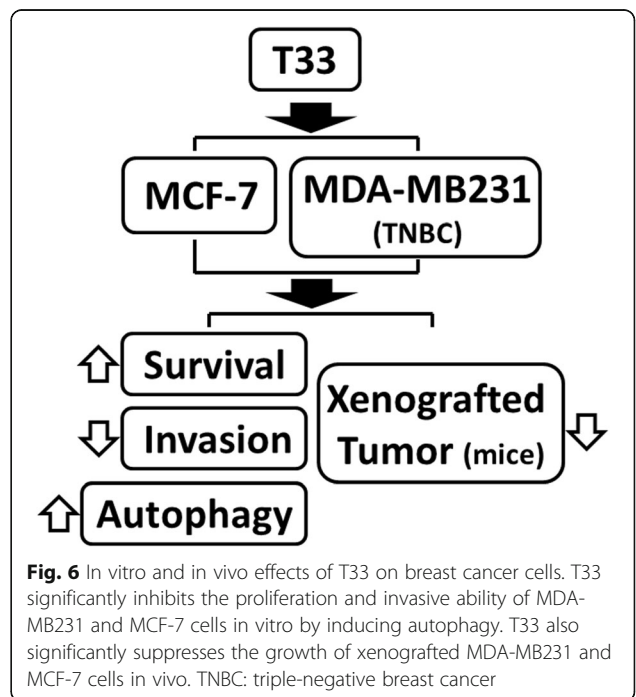 T33
MCF-7
MDA-MB231
(TNBC)
Survival
Invasion
Autophagy
Xenografted
Tumor (mice)
Fig. 6 In vitro and in vivo effects of T33 on breast cancer cells. T33
significantly inhibits the proliferation and invasive ability of MDA-
MB231 and MCF-7 cells in vitro by inducing autophagy. T33 also
significantly suppresses the growth of xenografted MDA-MB231 and
MCF-7 cells in vivo. TNBC: triple-negative breast cancer